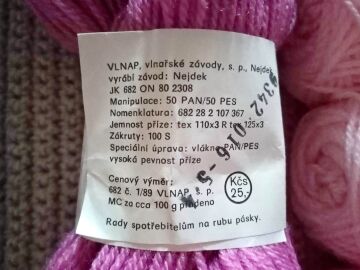 VLNAP, vlnařské závody, s. p., Nejdek
vyrábí závod: Nejdek
JK 682 ON 80 2308
Manipulace: 50 PAN/50 PES
Nomenklatura: 682 28 2 107 367
Jemnost příze: tex 110x3 R tex 125x3
Zákruty: 100 S
Speciální úprava: vlákno PAN/PES
vysoká pevnost příze
Cenový výměr:
682 č. 1/89 VLNAP, s. p.
MC za cca 100 g předeno
Kčs
25,-
Rady spotřebitelům na rubu pásky.